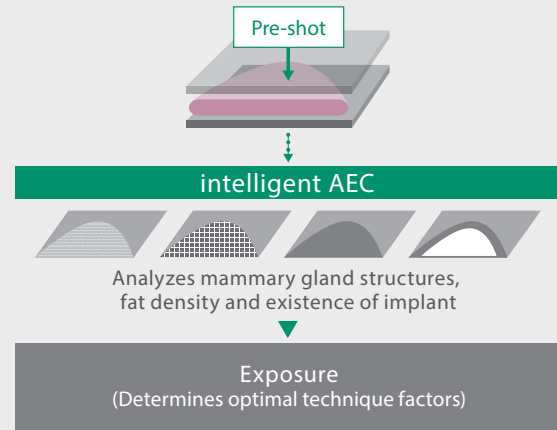 Pre-shot
intelligent AEC
Analyzes mammary gland structures,
fat density and existence of implant
Exposure
(Determines optimal technique factors)